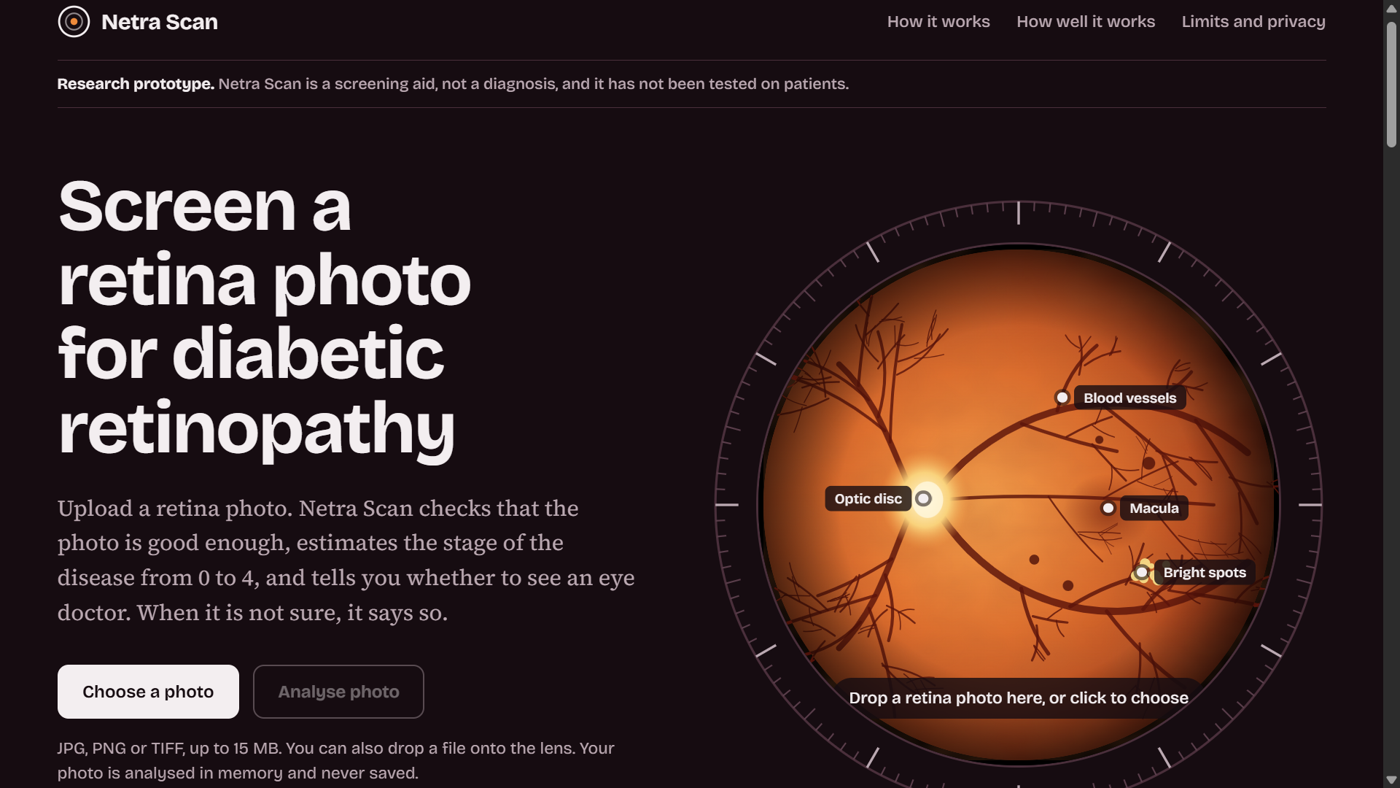 Netra Scan
How it works
How well it works
Limits and privacy
Research prototype. Netra Scan is a screening aid, not a diagnosis, and it has not been tested on patients.
Screen a
retina photo
for diabetic
retinopathy
Upload a retina photo. Netra Scan checks that the
photo is good enough, estimates the stage of the
disease from 0 to 4, and tells you whether to see an eye
doctor. When it is not sure, it says so.
Choose a photo
Analyse photo
JPG, PNG or TIFF, up to 15 MB. You can also drop a file onto the lens. Your
photo is analysed in memory and never saved.
Blood vessels
Optic disc
Macula
Bright spots
Drop a retina photo here, or click to choose